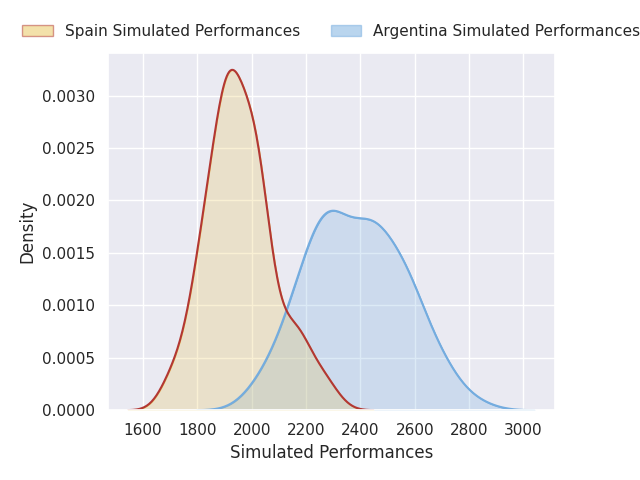 Spain Simulated Performances
Argentina Simulated Performances
0.0030
0.0025
0.0020
0.0015
0.0010
0.0005
0.0000
Density
1600 1800 2000 2200 2400 2600 2800 3000
Simulated Performances